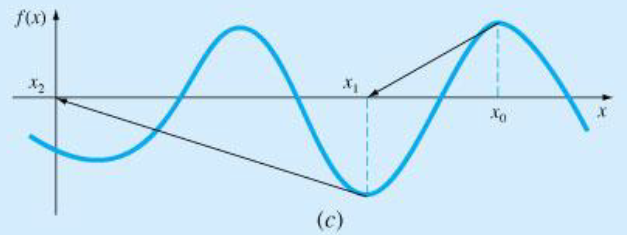 f(x)
x₂ x₁
x₀ x
(c)